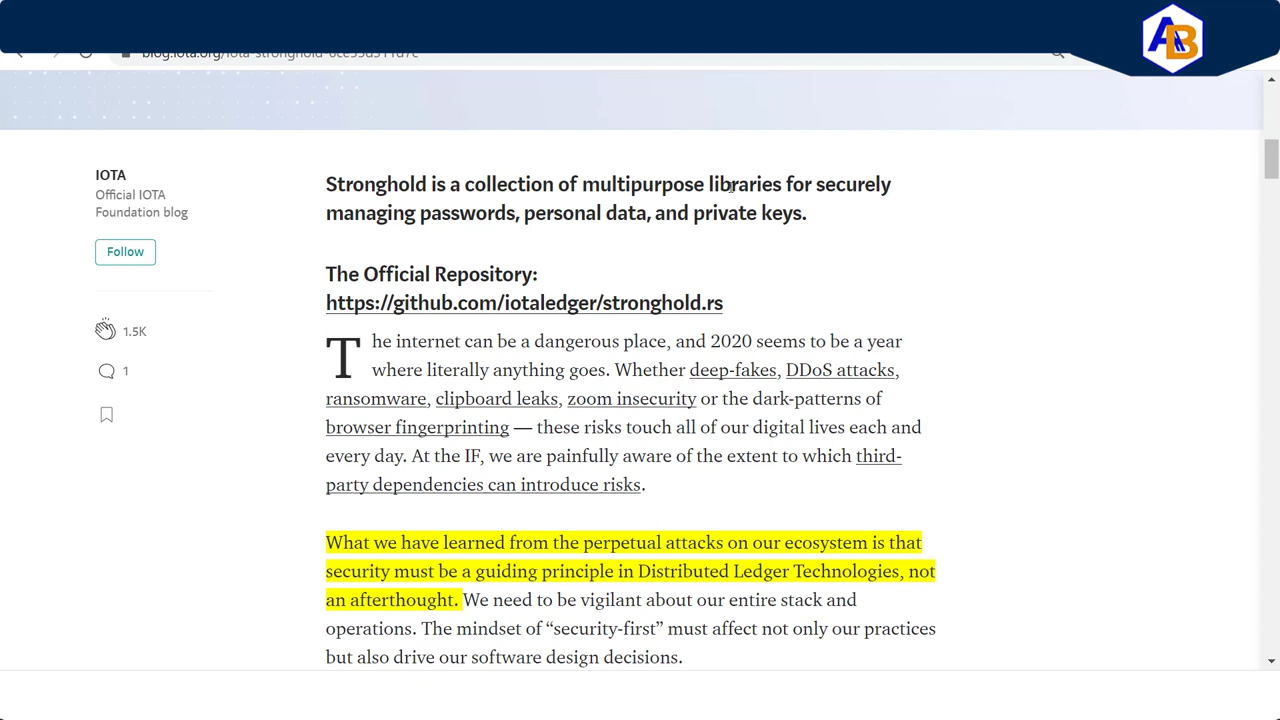 AB
IOTA
Official IOTA
Foundation blog
Follow
1.5K
1
Stronghold is a collection of multipurpose libraries for securely
managing passwords, personal data, and private keys.
The Official Repository:
https://github.com/iotaledger/stronghold.rs
The internet can be a dangerous place, and 2020 seems to be a year
where literally anything goes. Whether deep-fakes, DDoS attacks,
ransomware, clipboard leaks, zoom insecurity or the dark-patterns of
browser fingerprinting — these risks touch all of our digital lives each and
every day. At the IF, we are painfully aware of the extent to which third-
party dependencies can introduce risks.
What we have learned from the perpetual attacks on our ecosystem is that
security must be a guiding principle in Distributed Ledger Technologies, not
an afterthought. We need to be vigilant about our entire stack and
operations. The mindset of “security-first” must affect not only our practices
but also drive our software design decisions.